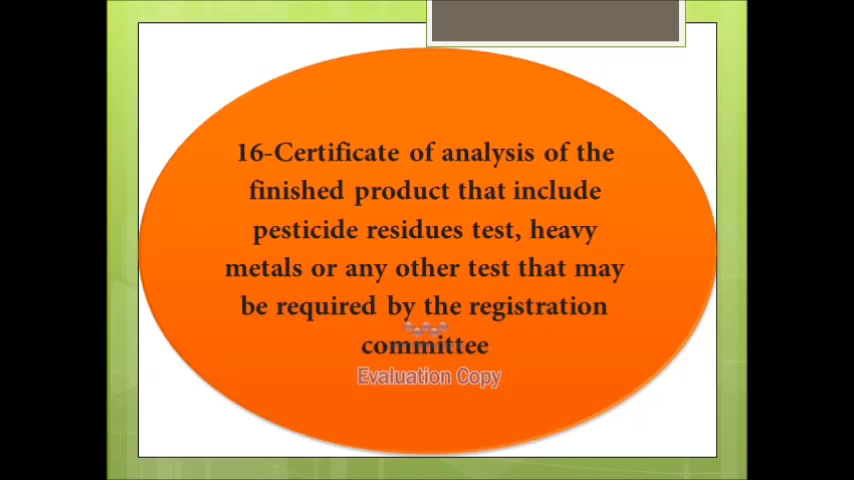 16-Certificate of analysis of the
finished product that include
pesticide residues test, heavy
metals or any other test that may
be required by the registration
committee
Evaluation Copy